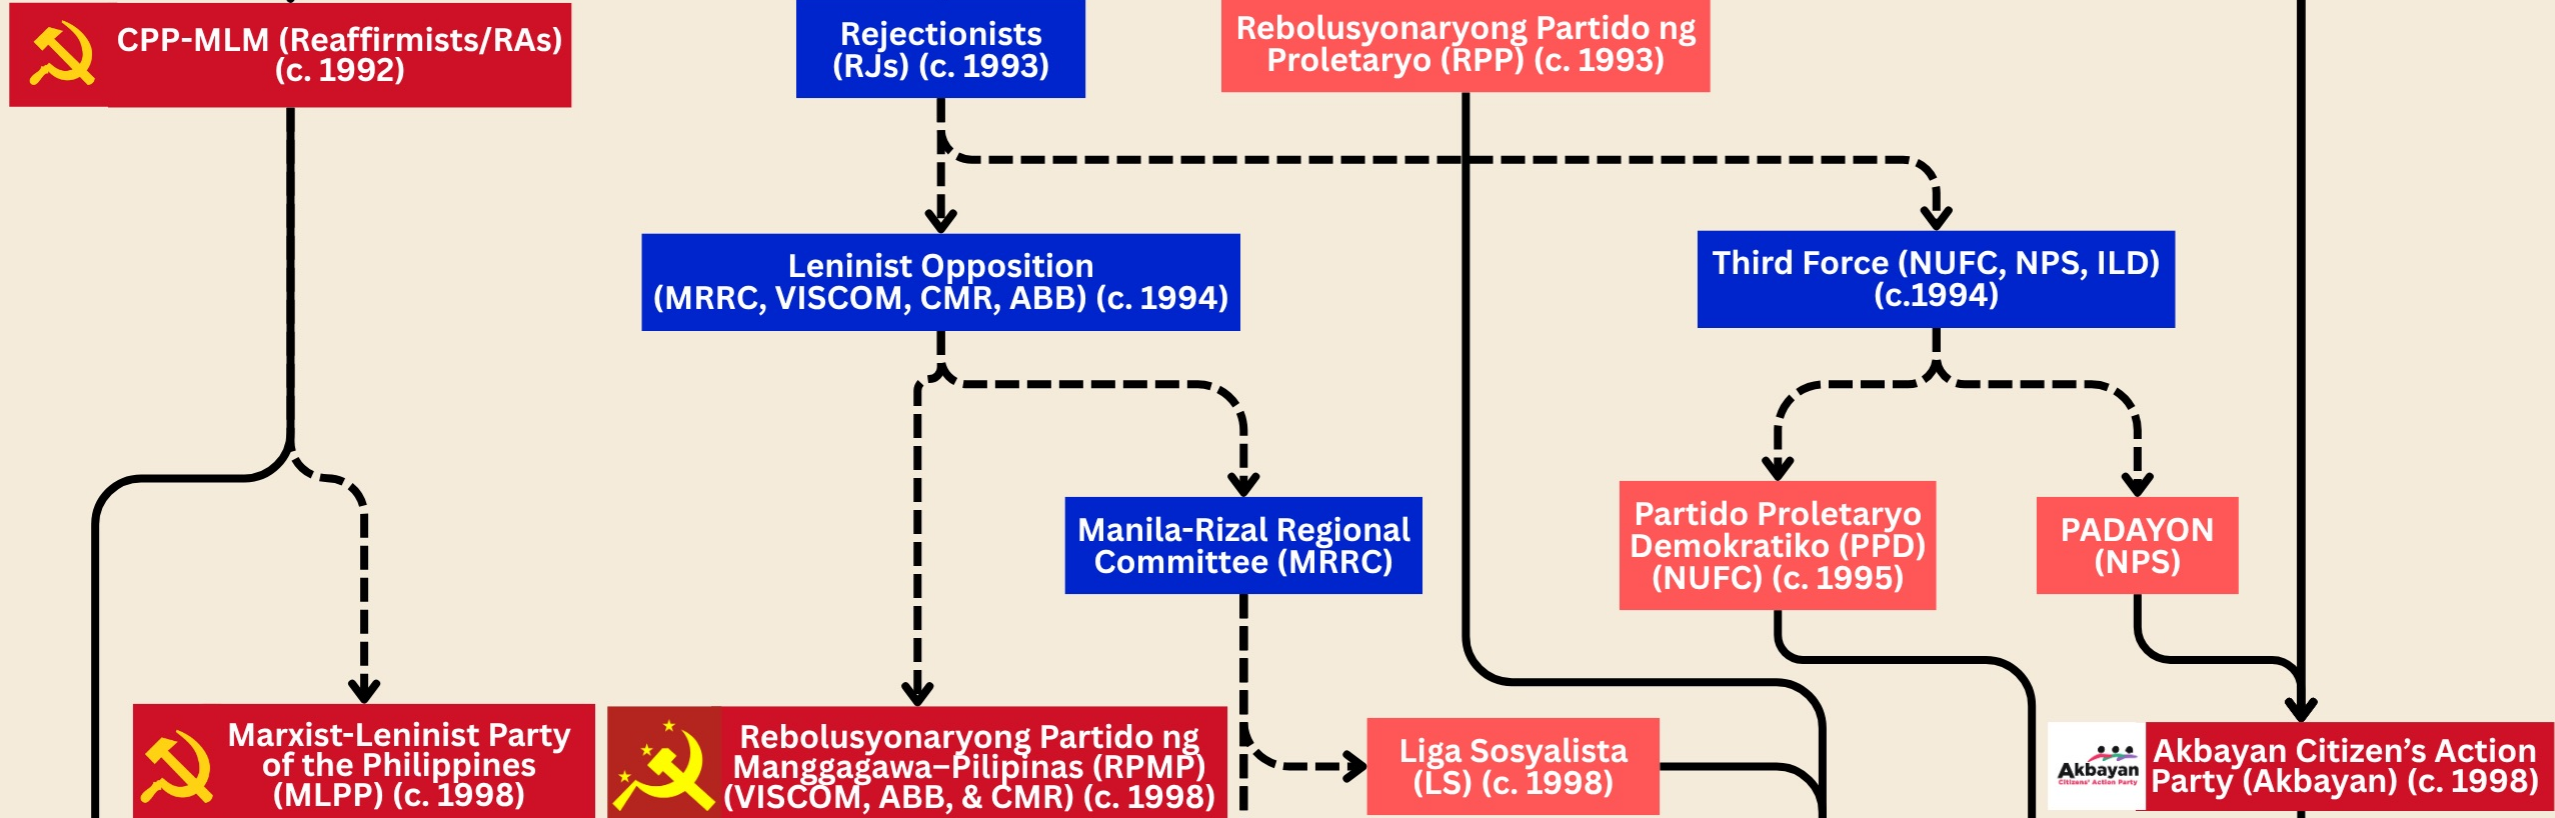 CPP-MLM (Reaffirmists/RAs)
(c. 1992)
Rejectionists
(RJs) (c. 1993)
Rebolusyonaryong Partido ng
Proletaryo (RPP) (c. 1993)
Leninist Opposition
(MRRC, VISCOM, CMR, ABB) (c. 1994)
Third Force (NUFC, NPS, ILD)
(c.1994)
Manila-Rizal Regional
Committee (MRRC)
Partido Proletaryo
Demokratiko (PPD)
(NUFC) (c. 1995)
PADAYON
(NPS)
Marxist-Leninist Party
of the Philippines
(MLPP) (c. 1998)
Rebolusyonaryong Partido ng
Manggagawa–Pilipinas (RPMP)
(VISCOM, ABB, & CMR) (c. 1998)
Liga Sosyalista
(LS) (c. 1998)
Akbayan
Citizens' Action Party
Akbayan Citizen’s Action
Party (Akbayan) (c. 1998)